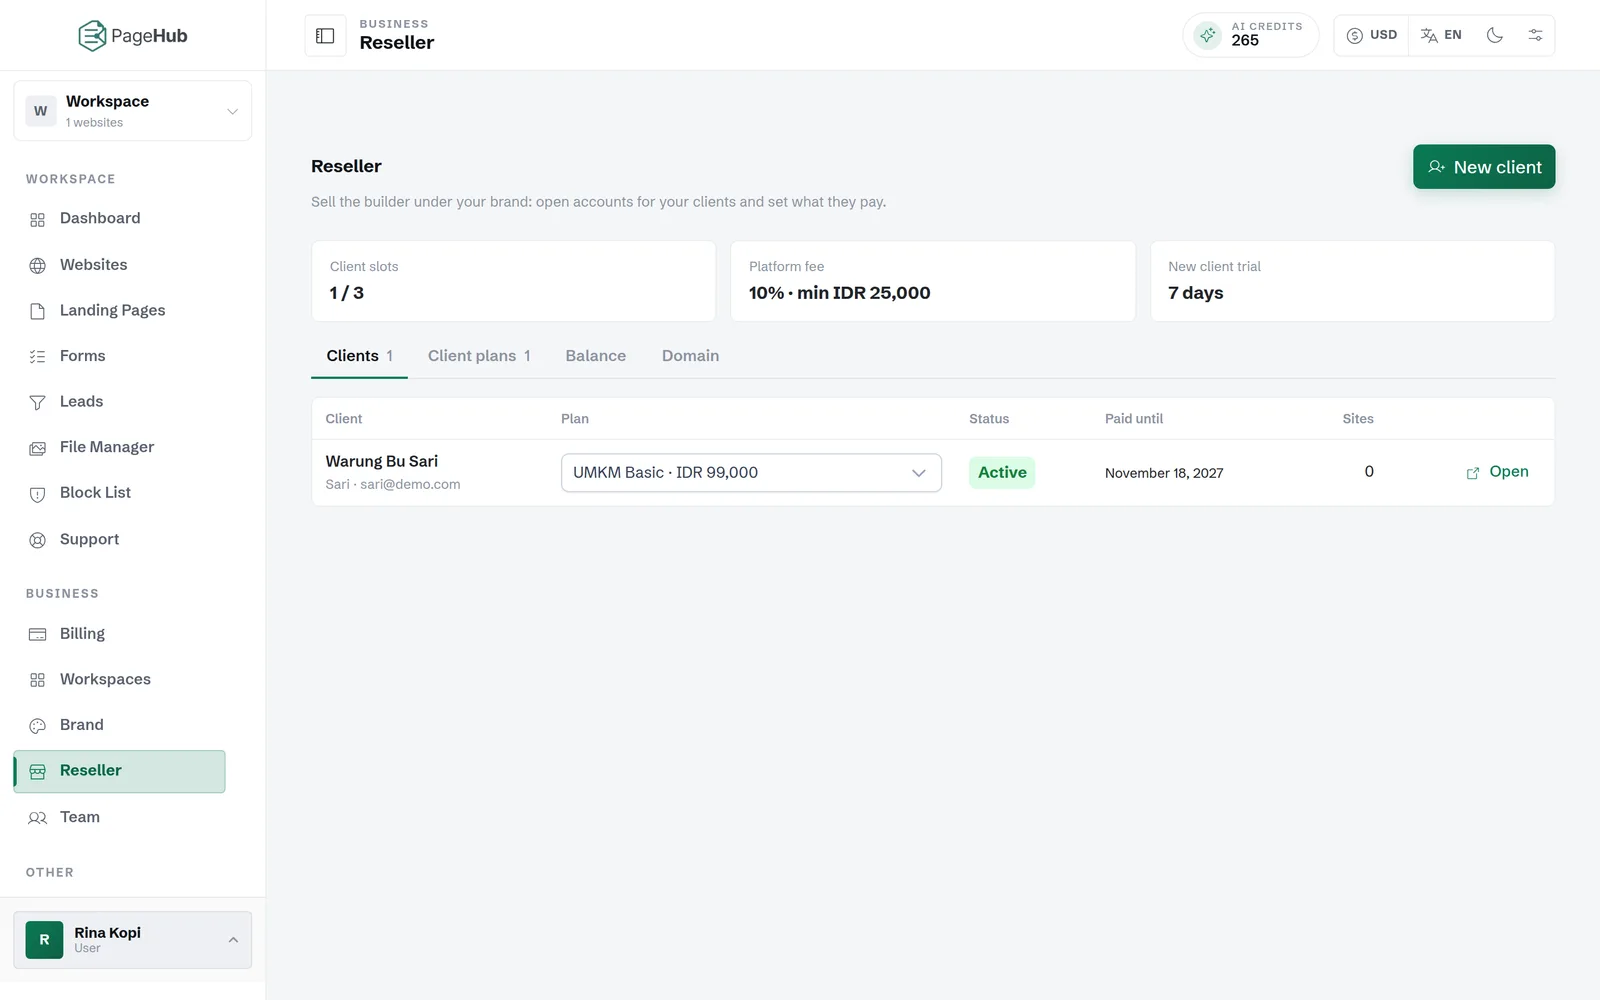 PageHub
BUSINESS
Reseller
AI CREDITS
265
USD
EN
W
Workspace
1 websites
WORKSPACE
Dashboard
Websites
Landing Pages
Forms
Leads
File Manager
Block List
Support
BUSINESS
Billing
Workspaces
Brand
Reseller
Team
OTHER
R
Rina Kopi
User
Reseller
Sell the builder under your brand: open accounts for your clients and set what they pay.
New client
Client slots
1 / 3
Platform fee
10% · min IDR 25,000
New client trial
7 days
Clients 1
Client plans 1
Balance
Domain
Client
Plan
Status
Paid until
Sites
Warung Bu Sari
Sari · sari@demo.com
UMKM Basic · IDR 99,000
Active
November 18, 2027
0
Open